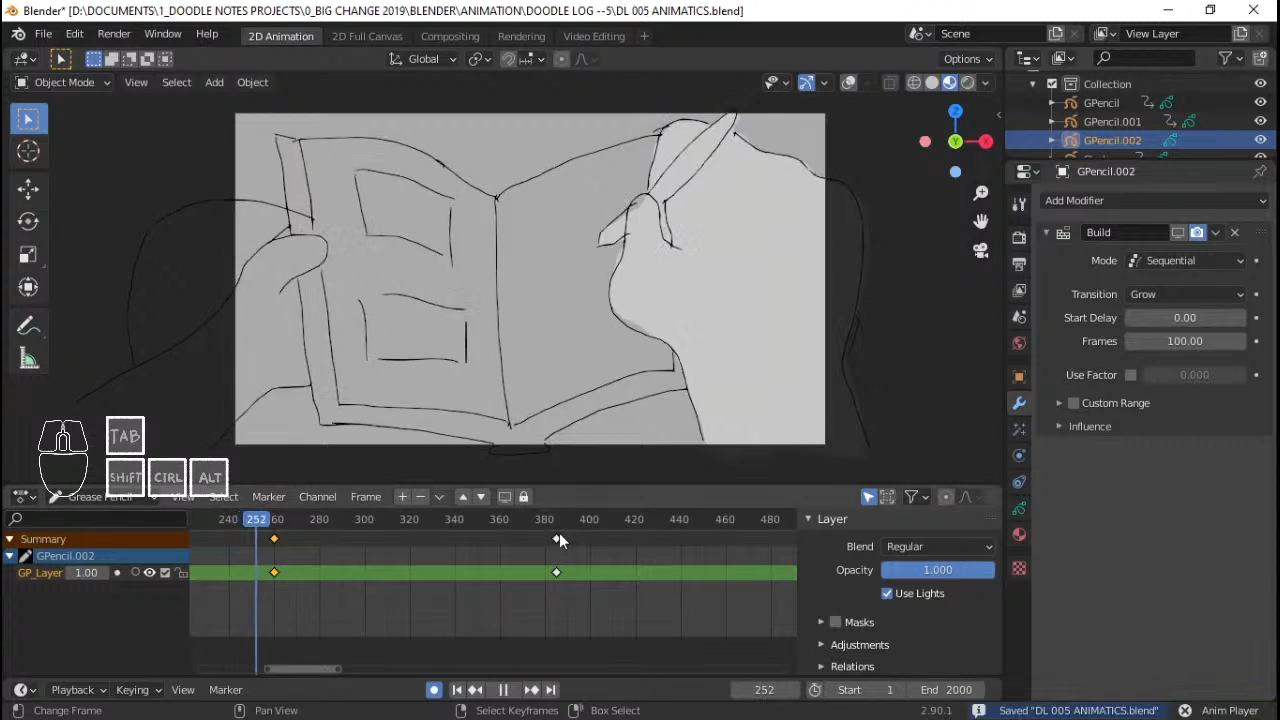 Blender* [D:\DOCUMENTS\1_DOODLE NOTES PROJECTS\0_BIG CHANGE 2019\BLENDER\ANIMATION\DOODLE LOG --5\DL 005 ANIMATICS.blend]
File Edit Render Window Help 2D Animation 2D Full Canvas Compositing Rendering Video Editing Scene View Layer
Global Options
Object Mode View Select Add Object
Collection
GPencil
GPencil.001
GPencil.002
GPencil.002
Add Modifier
Build
Mode Sequential
Transition Grow
Start Delay 0.00
Frames 100.00
Use Factor 0.000
Custom Range
Influence
Z
Y
X
TAB
SHIFT CTRL ALT
Grease Pencil View Select Marker Channel Frame
240 252 60 280 300 320 340 360 380 400 420 440 460 480
Summary
GPencil.002
GP_Layer 1.00
Layer
Blend Regular
Opacity 1.000
Use Lights
Masks
Adjustments
Relations
Playback Keying View Marker 252 Start 1 End 2000
Change Frame Pan View Select Keyframes Box Select 2.90.1 Saved "DL 005 ANIMATICS.blend" Anim Player